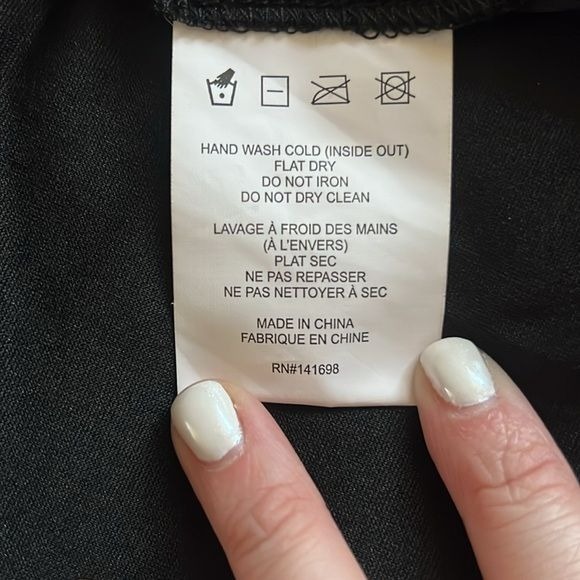 HAND WASH COLD (INSIDE OUT)
FLAT DRY
DO NOT IRON
DO NOT DRY CLEAN
LAVAGE À FROID DES MAINS
(À L'ENVERS)
PLAT SEC
NE PAS REPASSER
NE PAS NETTOYER À SEC
MADE IN CHINA
FABRIQUE EN CHINE
RN#141698